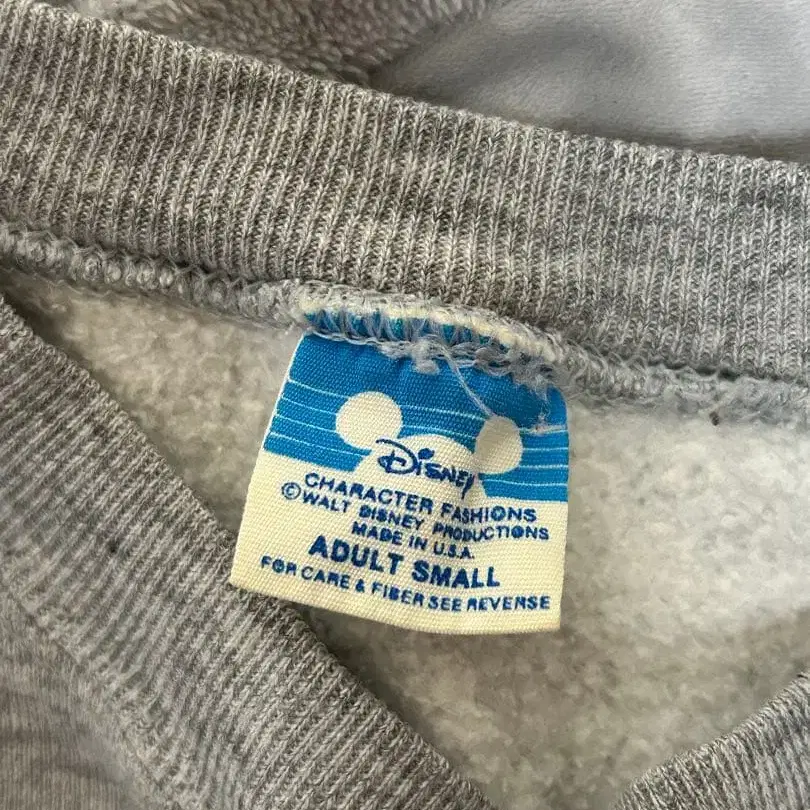 Disney
CHARACTER FASHIONS
©WALT DISNEY PRODUCTIONS
MADE IN U.S.A.
ADULT SMALL
FOR CARE & FIBER SEE REVERSE